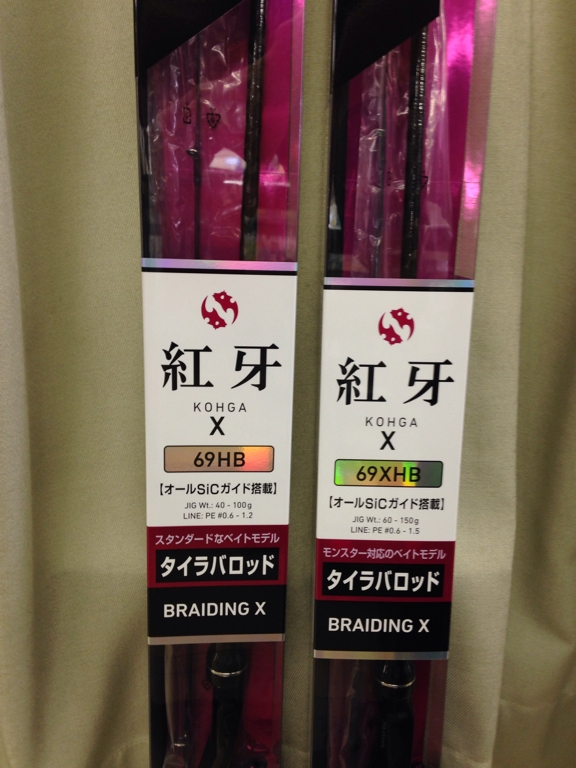 紅牙
KOHGA
X
69HB
【オールSiCガイド搭載】
JIG Wt.: 40 - 100g
LINE: PE #0.6 - 1.2
スタンダードなベイトモデル
タイラバロッド
BRAIDING X
紅牙
KOHGA
X
69XHB
【オールSiCガイド搭載】
JIG Wt.: 60 - 150g
LINE: PE #0.6 - 1.5
モンスター対応のベイトモデル
タイラバロッド
BRAIDING X